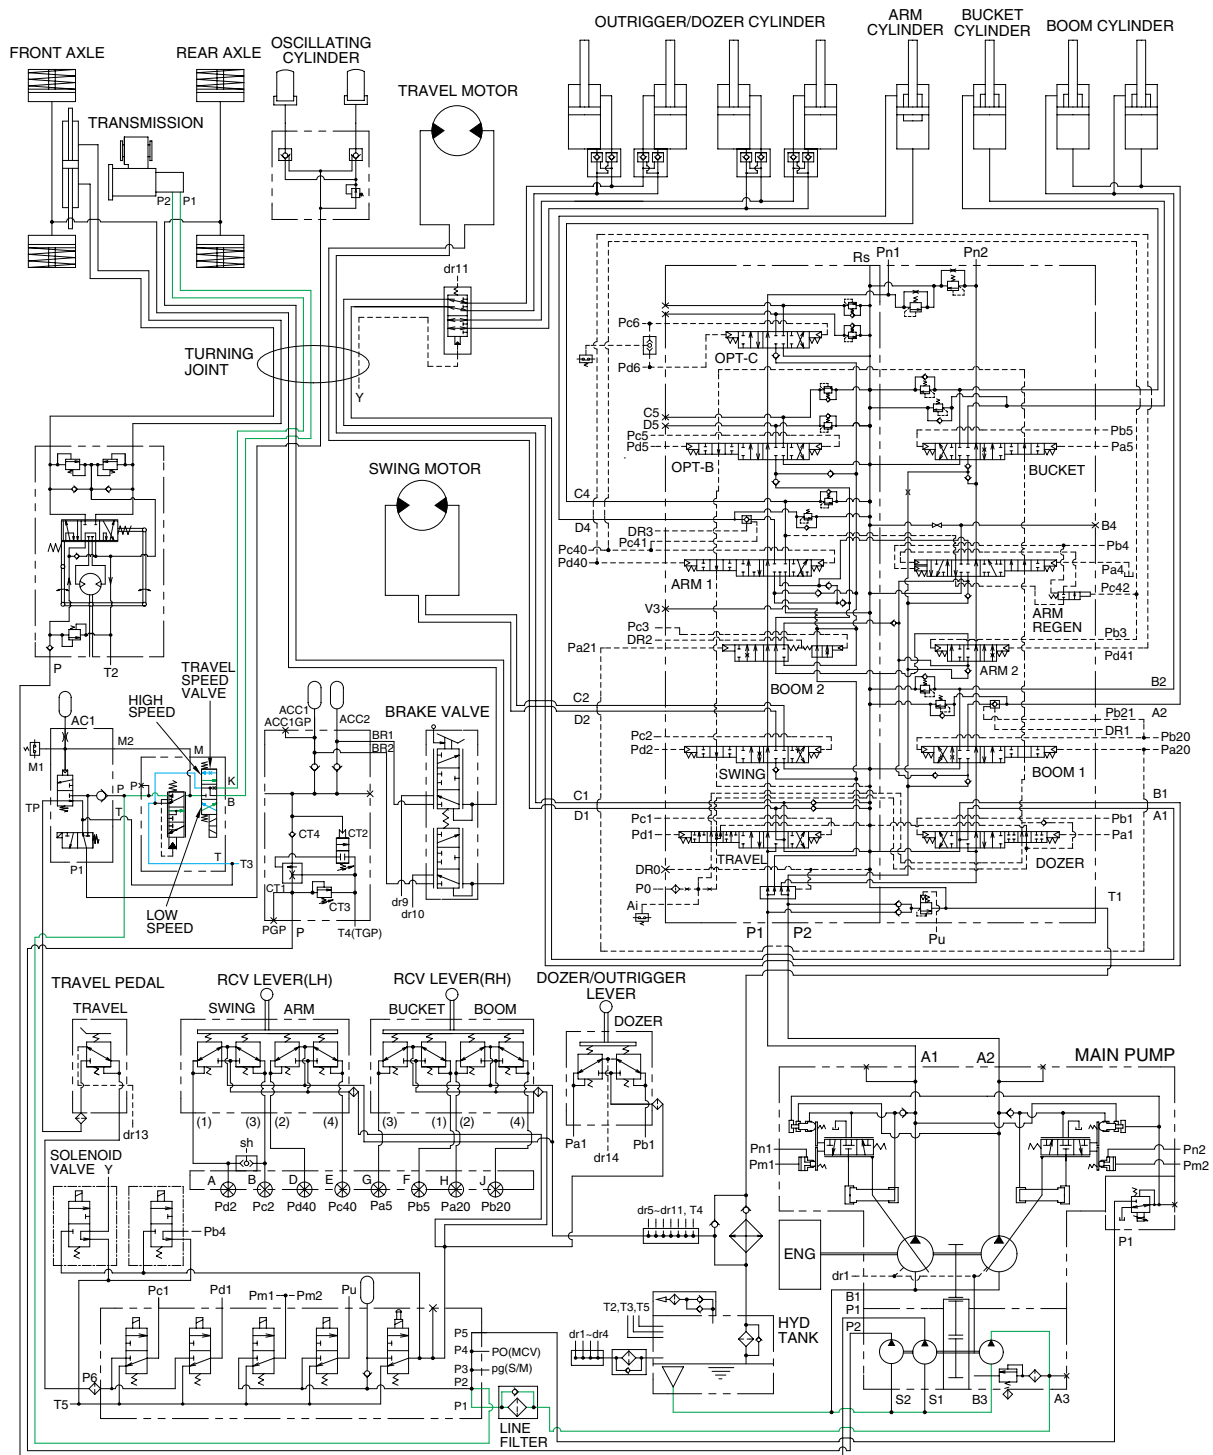 OUTRIGGER/DOZER CYLINDER
ARM
CYLINDER
BUCKET
CYLINDER
BOOM CYLINDER
FRONT AXLE
REAR AXLE
OSCILLATING
CYLINDER
TRAVEL MOTOR
TRANSMISSION
P2
P1
dr11
Rs
Pn1
Pn2
Pc6
Pd6
OPT-C
TURNING
JOINT
Y
C5
D5
Pc5
Pd5
OPT-B
Pb5
Pa5
BUCKET
SWING MOTOR
C4
D4
DR3
Pc41
Pc40
Pd40
ARM 1
B4
Pb4
Pa4
Pc42
ARM
REGEN
V3
Pc3
DR2
Pa21
BOOM 2
Pb3
Pd41
ARM 2
P
T2
TRAVEL
SPEED
VALVE
HIGH
SPEED
AC1
M2
M
M1
P
P
K
B
TP
T
T
T3
P1
LOW
SPEED
ACC1
ACC1GP
ACC2
BR1
BR2
BRAKE VALVE
CT4
CT2
CT1
CT3
PGP
P
T4(TGP)
dr9
dr10
C2
D2
Pc2
Pd2
SWING
B2
A2
Pb21
DR1
Pb20
Pa20
BOOM 1
C1
D1
Pc1
Pd1
TRAVEL
B1
A1
Pb1
Pa1
DOZER
DR0
P0
Ai
T1
P1
P2
Pu
TRAVEL PEDAL
TRAVEL
dr13
RCV LEVER(LH)
SWING
ARM
(1)
(3)
(2)
(4)
RCV LEVER(RH)
BUCKET
BOOM
(3)
(1)
(2)
(4)
DOZER/OUTRIGGER
LEVER
DOZER
Pa1
Pb1
dr14
sh
A
B
D
E
G
F
H
J
Pd2
Pc2
Pd40
Pc40
Pa5
Pb5
Pa20
Pb20
SOLENOID
VALVE
Y
Pb4
A1
A2
MAIN PUMP
Pn1
Pm1
Pn2
Pm2
P1
dr5~dr11, T4
ENG
dr1
B1
P1
P2
S2
S1
B3
A3
T2,T3,T5
dr1~dr4
HYD
TANK
Pc1
Pd1
Pm1
Pm2
Pu
P6
T5
P5
P4
PO(MCV)
P3
pg(S/M)
P2
P1
LINE
FILTER